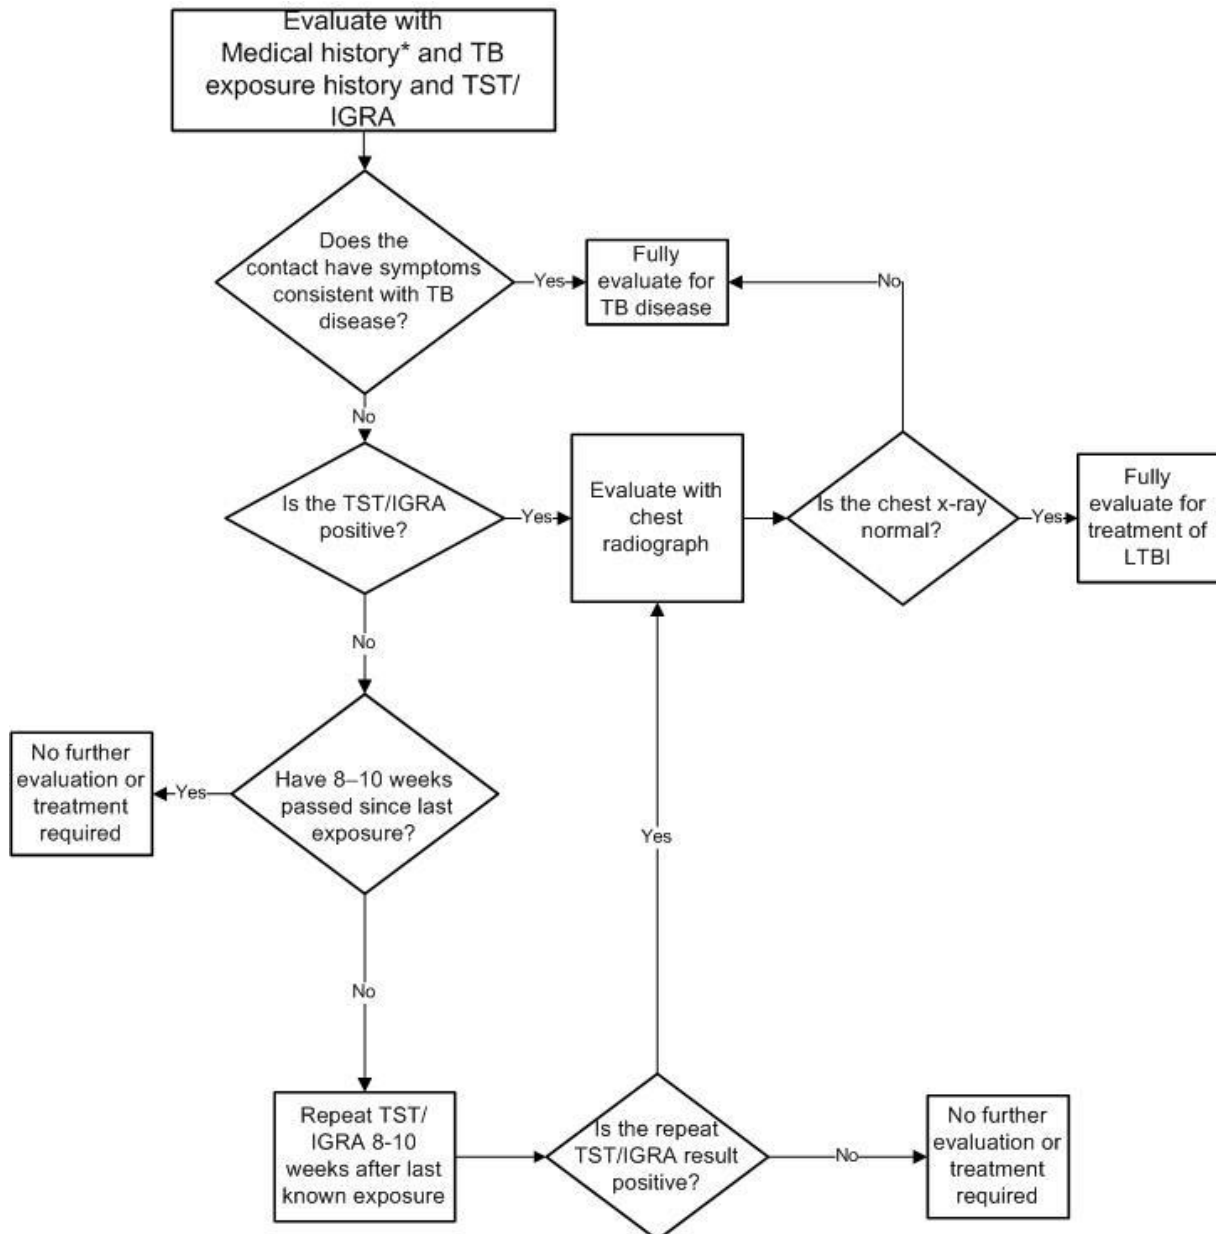 Evaluate with
Medical history* and TB
exposure history and TST/
IGRA
Does the
contact have symptoms
consistent with TB
disease?
Yes
Fully
evaluate for
TB disease
No
No
Is the TST/IGRA
positive?
Yes
Evaluate with
chest
radiograph
Is the chest x-ray
normal?
Yes
Fully
evaluate for
treatment of
LTBI
No
No further
evaluation or
treatment
required
Yes
Have 8–10 weeks
passed since last
exposure?
Yes
No
Repeat TST/
IGRA 8-10
weeks after last
known exposure
Is the repeat
TST/IGRA result
positive?
No
No further
evaluation or
treatment
required